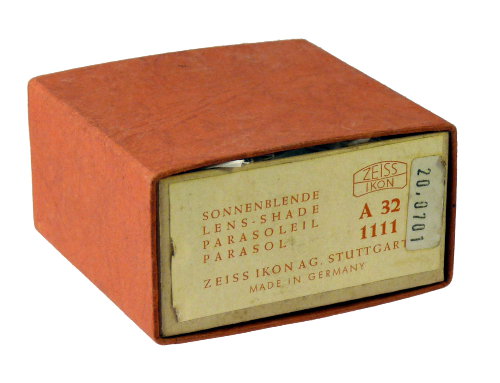 ZEISS
IKON
SONNENBLENDE
LENS-SHADE
PARASOLEIL
PARASOL
A 32
1111
ZEISS IKON AG. STUTTGART
MADE IN GERMANY
20,0701